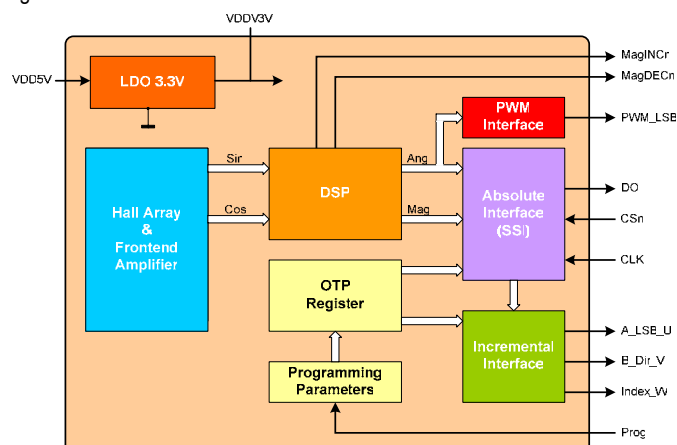 VDDV3V
VDD5V
LDO 3.3V
MagINCn
MagDECn
PWM
Interface
PWM_LSB
Sin
Cos
Hall Array
&
Frontend
Amplifier
DSP
Ang
Mag
Absolute
Interface
(SSI)
DO
CSn
CLK
OTP
Register
Programming
Parameters
Incremental
Interface
A_LSB_U
B_Dir_V
Index_W
Prog